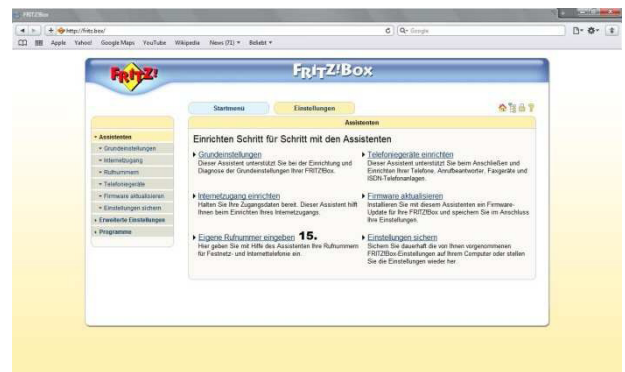 FRITZ!Box
http://fritz.box/
Google
Apple Yahoo! Google Maps YouTube Wikipedia News (71) Beliebt
FRITZ!
FRITZ!Box
Startmenü
Einstellungen
Assistenten
Assistenten
Grundeinstellungen
Internetzugang
Rufnummern
Telefoniegeräte
Firmware aktualisieren
Einstellungen sichern
Erweiterte Einstellungen
Programme
Einrichten Schritt für Schritt mit den Assistenten
Grundeinstellungen
Dieser Assistent unterstützt Sie bei der Einrichtung und
Diagnose der Grundeinstellungen Ihrer FRITZ!Box.
Internetzugang einrichten
Halten Sie Ihre Zugangsdaten bereit. Dieser Assistent hilft
Ihnen beim Einrichten Ihres Internetzugangs.
Eigene Rufnummer eingeben 15.
Hier geben Sie mit Hilfe des Assistenten Ihre Rufnummern
für Festnetz- und Internettelefonie ein.
Telefoniegeräte einrichten
Dieser Assistent unterstützt Sie beim Anschließen und
Einrichten Ihrer Telefone, Anrufbeantworter, Faxgeräte und
ISDN-Telefonanlagen.
Firmware aktualisieren
Installieren Sie mit diesem Assistenten ein Firmware-
Update für Ihre FRITZ!Box und speichern Sie im Anschluss
Ihre Einstellungen.
Einstellungen sichern
Sichern Sie dauerhaft die von Ihnen vorgenommenen
FRITZ!Box-Einstellungen auf Ihrem Computer oder stellen
Sie die Einstellungen wieder her.